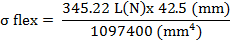 σ flex = 345.22 L(N)x 42.5 (mm)
1097400 (mm⁴)